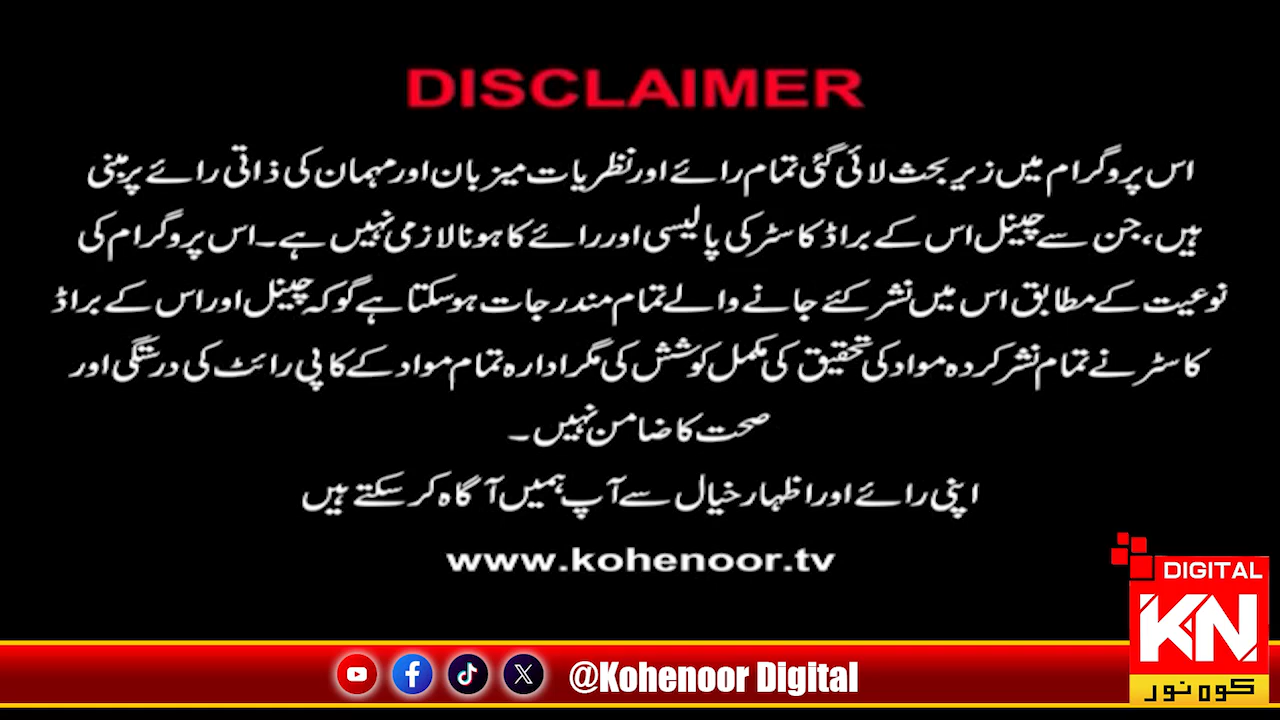 DISCLAIMER
اس پروگرام میں زیرِ بحث لائی گئی تمام رائے اور نظریات میزبان اور مہمان کی ذاتی رائے پر مبنی
ہیں، جن سے چینل اس کے براڈ کاسٹر کی پالیسی اور رائے کا ہونا لازمی نہیں ہے۔ اس پروگرام کی
نوعیت کے مطابق اس میں نشر کئے جانے والے تمام مندرجات ہو سکتا ہے گو کہ چینل اور اس کے براڈ
کاسٹر نے تمام نشر کردہ مواد کی تحقیق کی مکمل کوشش کی مگر ادارہ تمام مواد کے کاپی رائٹ کی درستگی اور
صحت کا ضامن نہیں۔
اپنی رائے اور اظہار خیال سے آپ ہمیں آگاہ کر سکتے ہیں
www.kohenoor.tv
DIGITAL
KN
کوہ نور
@Kohenoor Digital